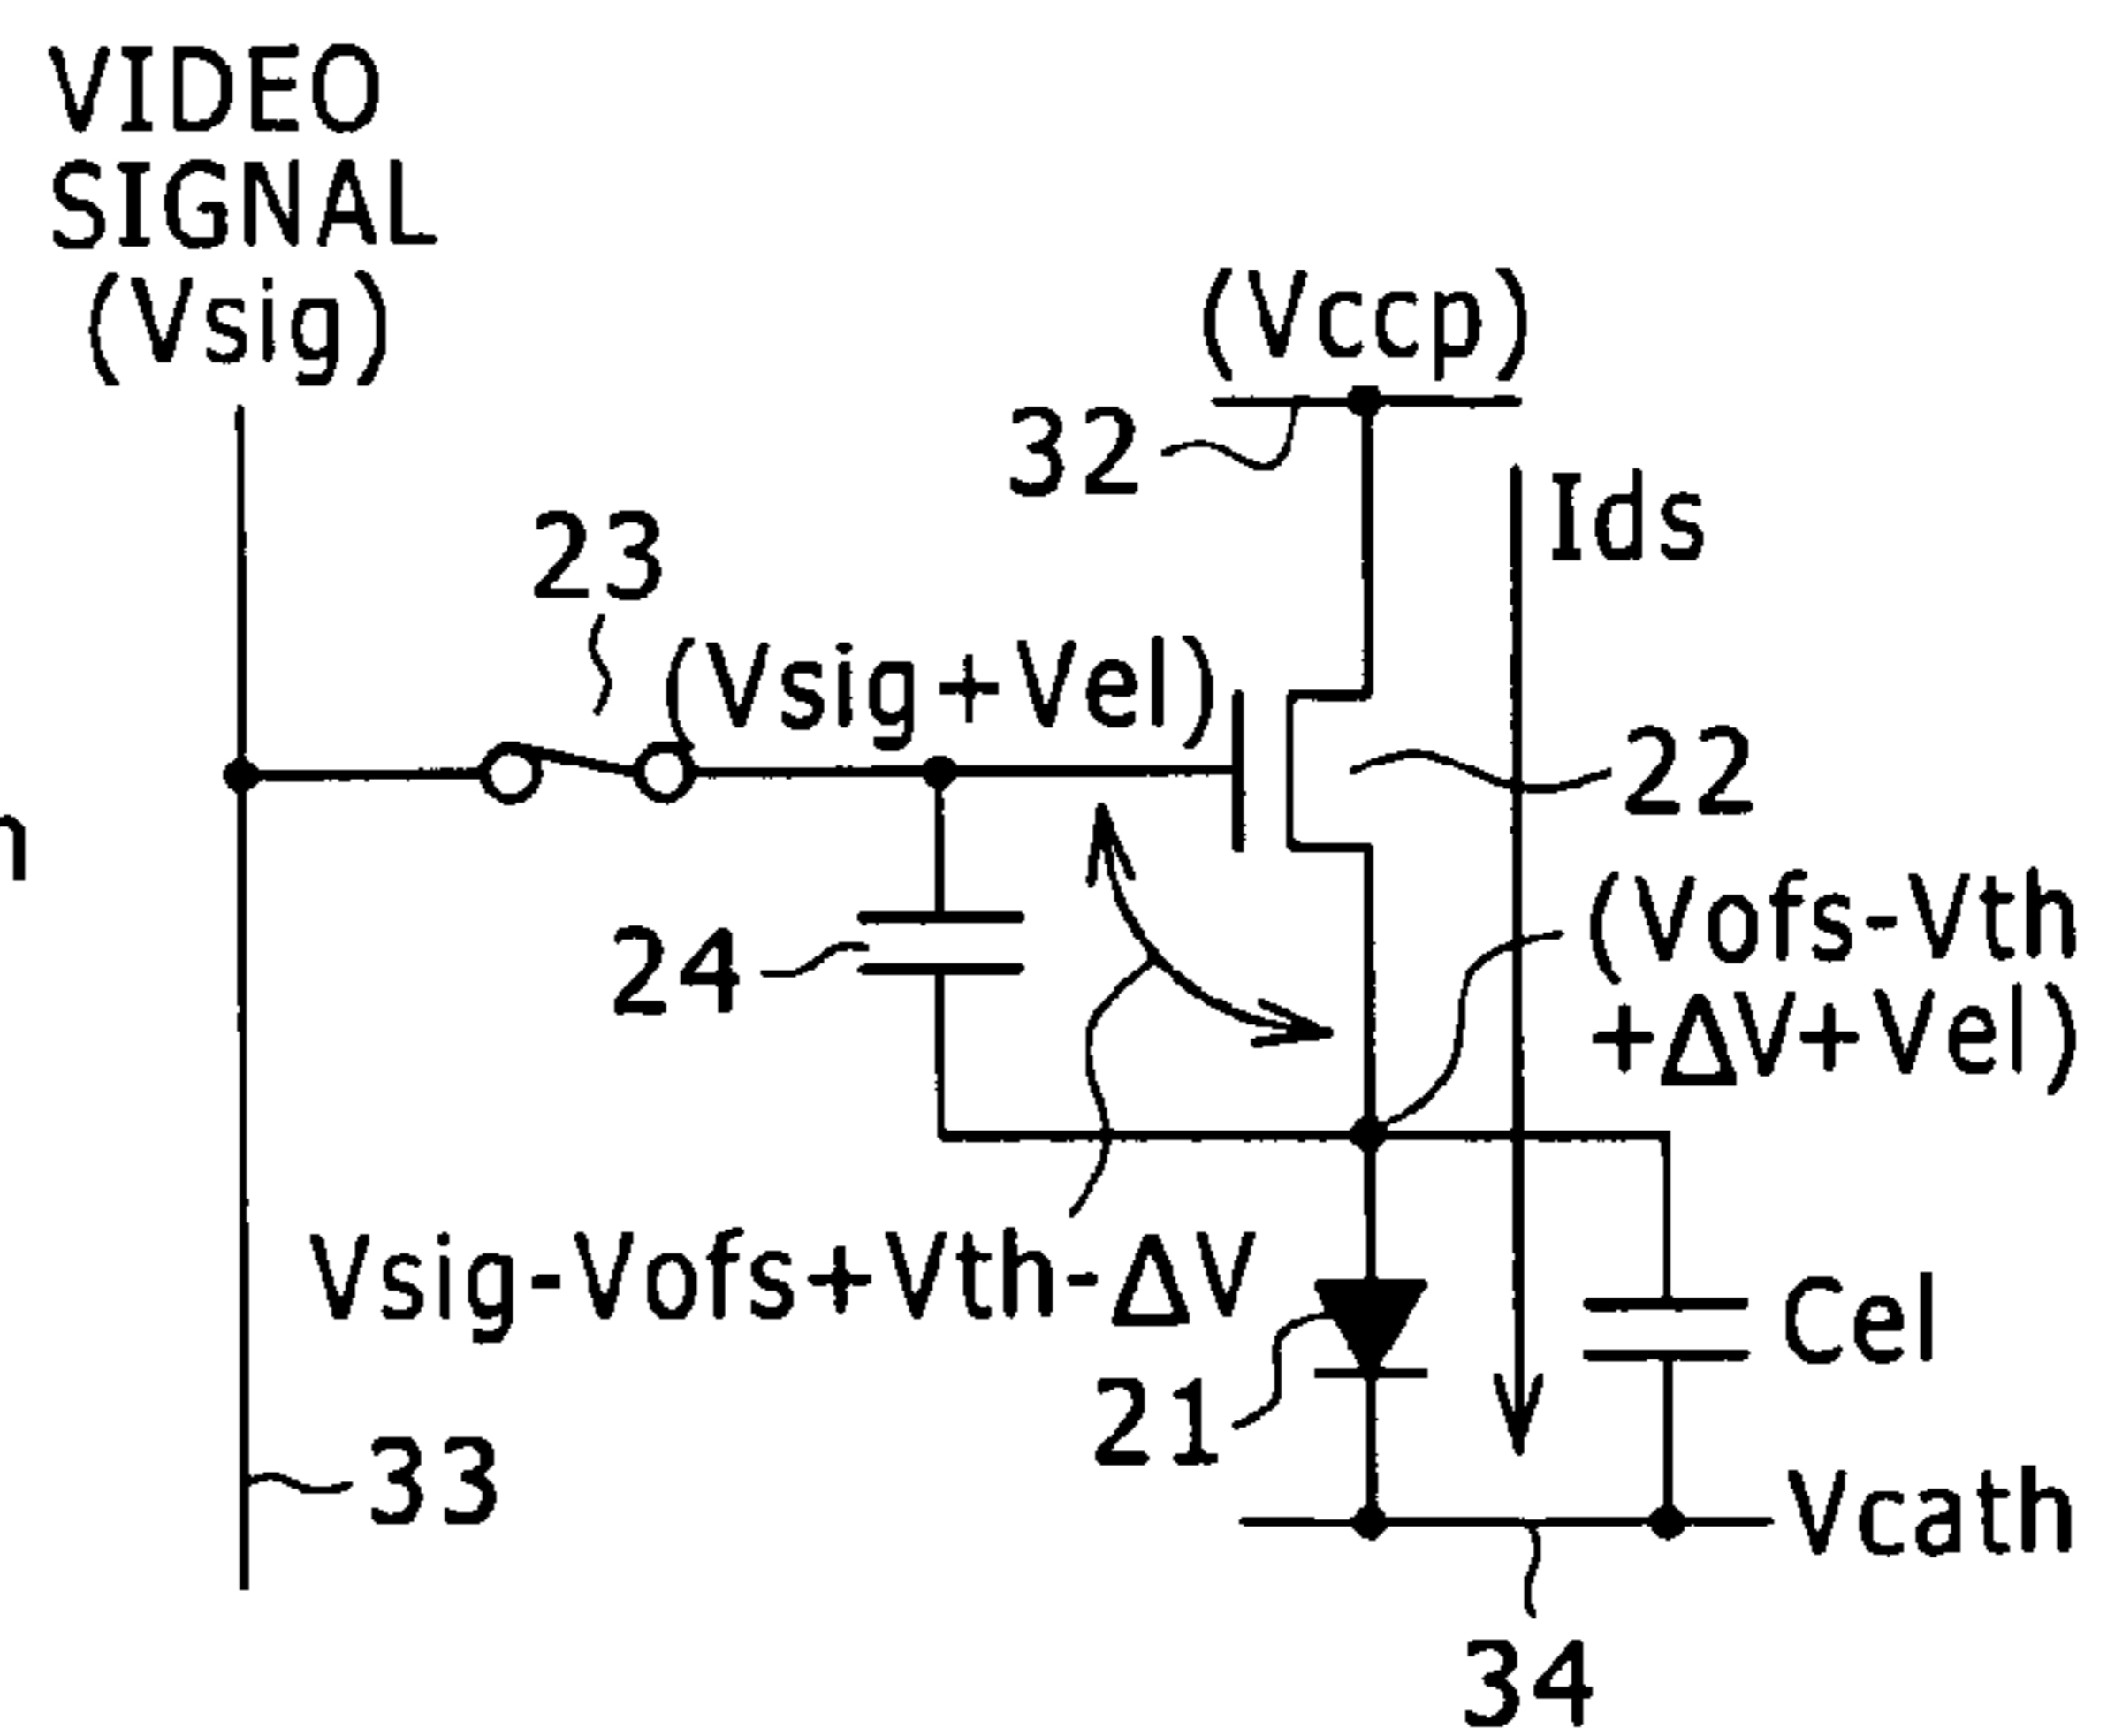 VIDEO
SIGNAL
(Vsig)
(Vccp)
32
Ids
23
(Vsig+Vel)
22
24
(Vofs-Vth
+ΔV+Vel)
Vsig-Vofs+Vth-ΔV
Cel
21
33
Vcath
34